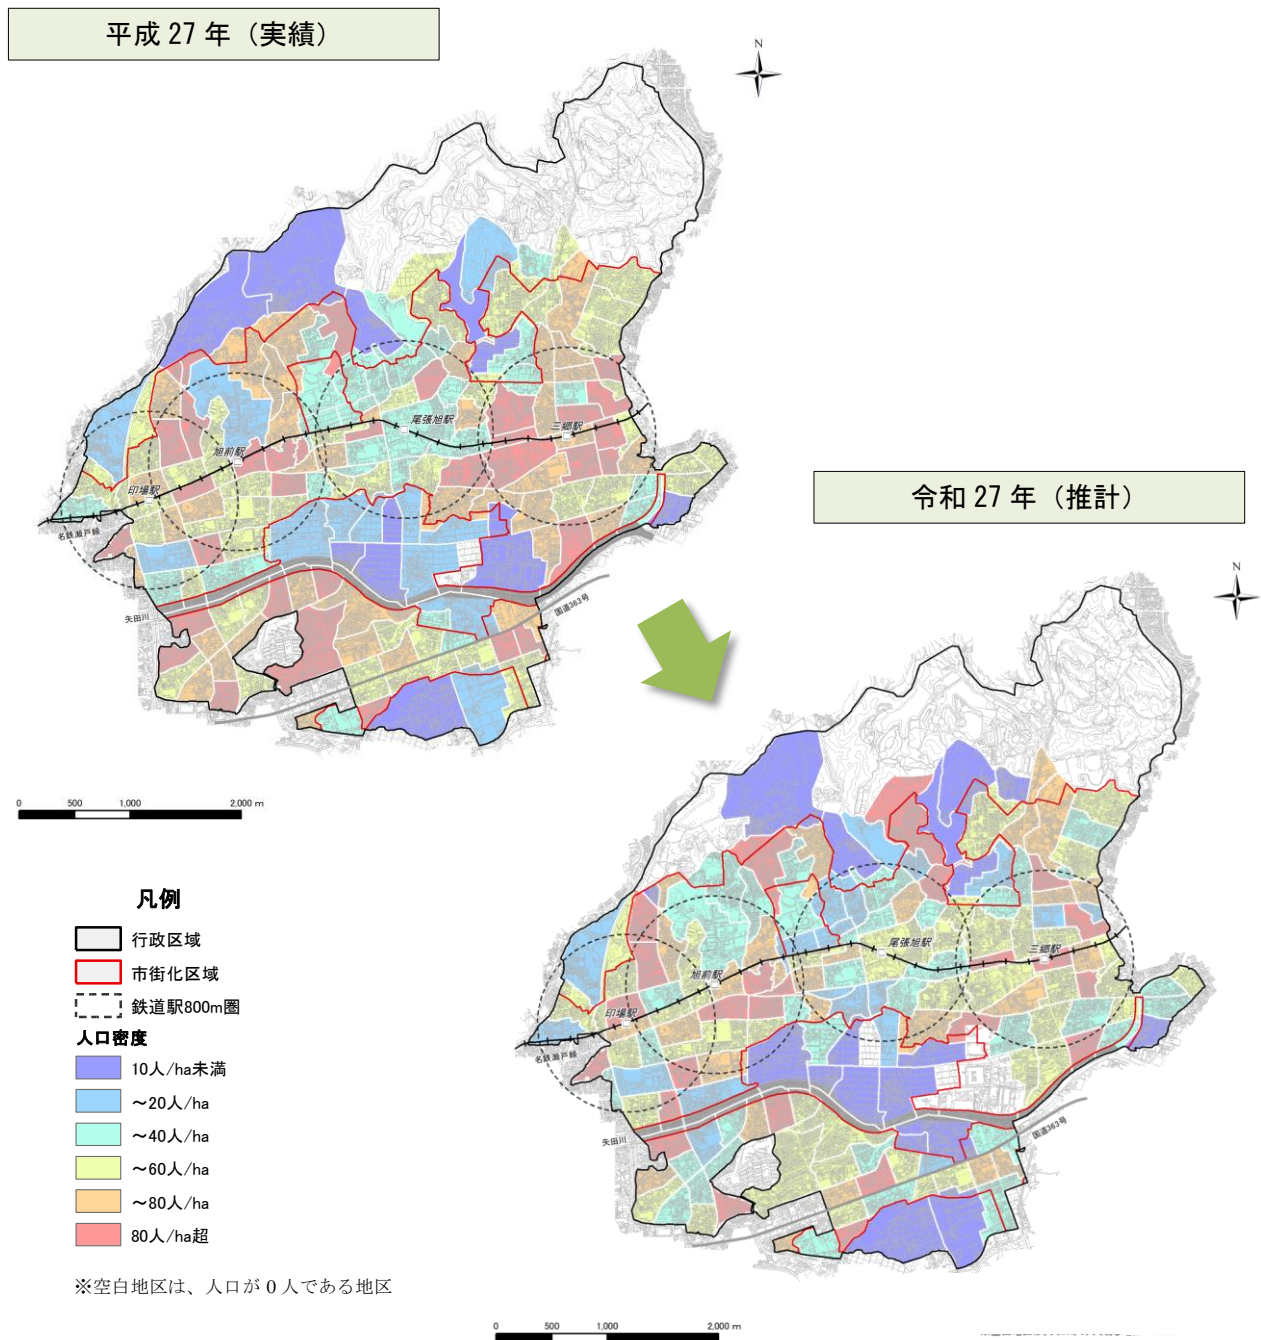 平成 27 年（実績）
N
尾張旭駅
三郷駅
旭前駅
印場駅
名鉄瀬戸線
矢田川
国道363号
0 500 1,000 2,000 m
令和 27 年（推計）
N
尾張旭駅
三郷駅
旭前駅
印場駅
名鉄瀬戸線
矢田川
国道363号
凡例
行政区域
市街化区域
鉄道駅800m圏
人口密度
10人/ha未満
～20人/ha
～40人/ha
～60人/ha
～80人/ha
80人/ha超
※空白地区は、人口が 0 人である地区
0 500 1,000 2,000 m